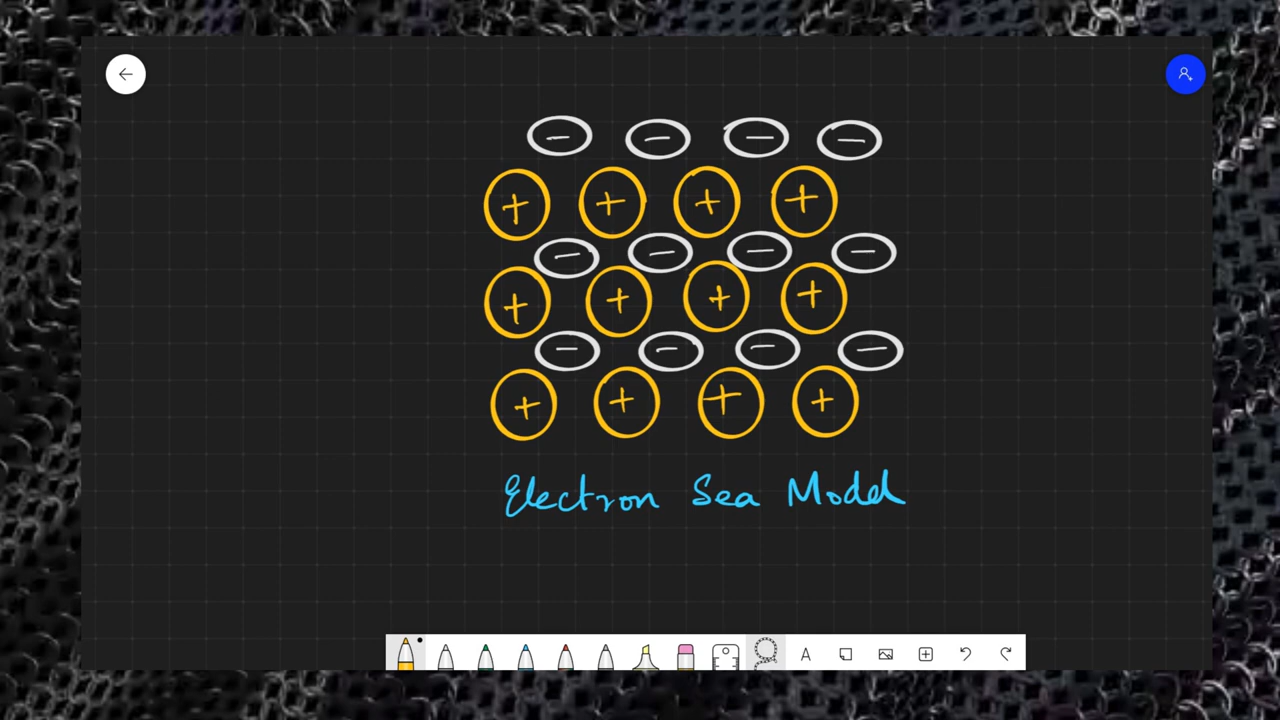 − − − −
+ + + +
− − − −
+ + + +
− − − −
+ + + +
Electron Sea Model
A